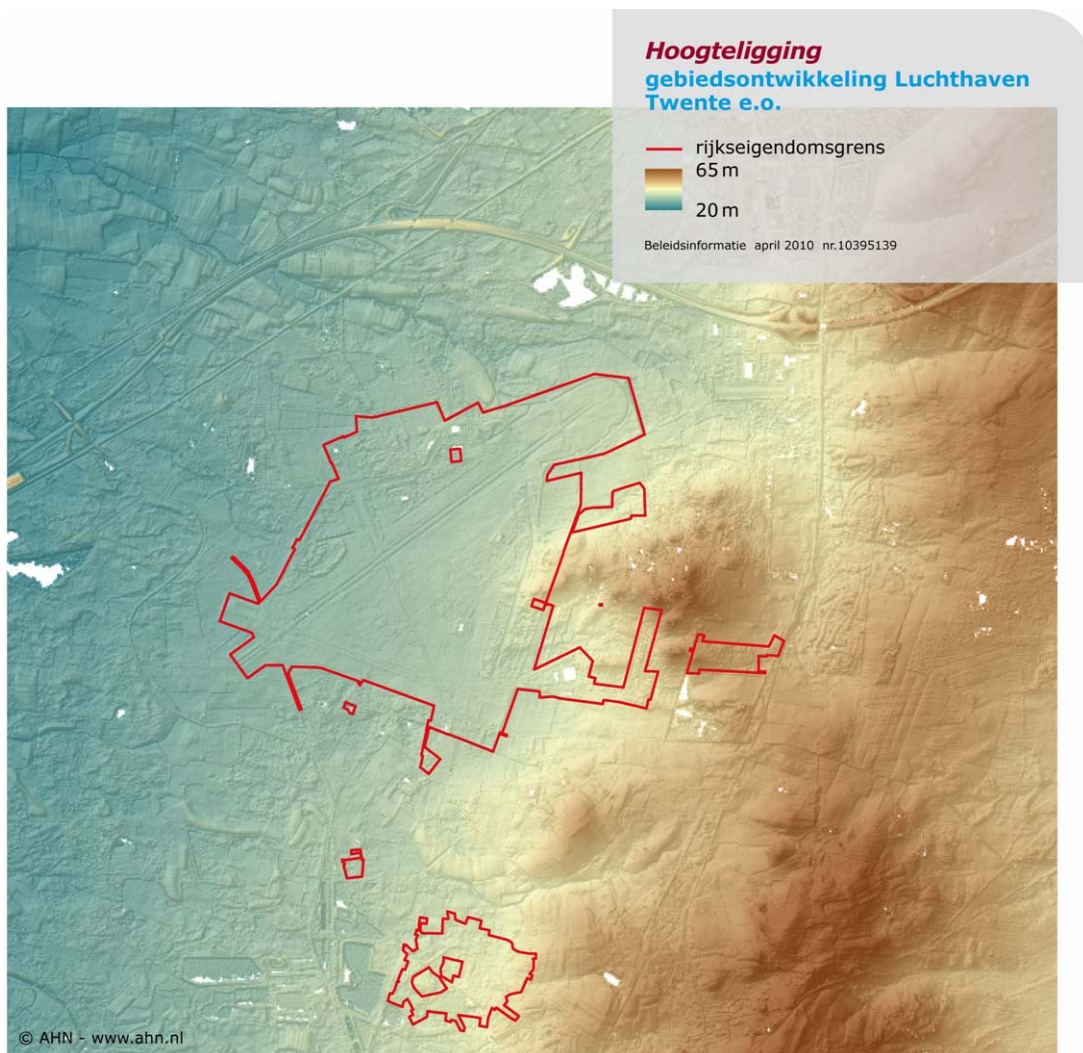 Hoogteligging
gebiedsontwikkeling Luchthaven
Twente e.o.
rijkseigendomsgrens
65 m
20 m
Beleidsinformatie april 2010 nr.10395139
© AHN - www.ahn.nl